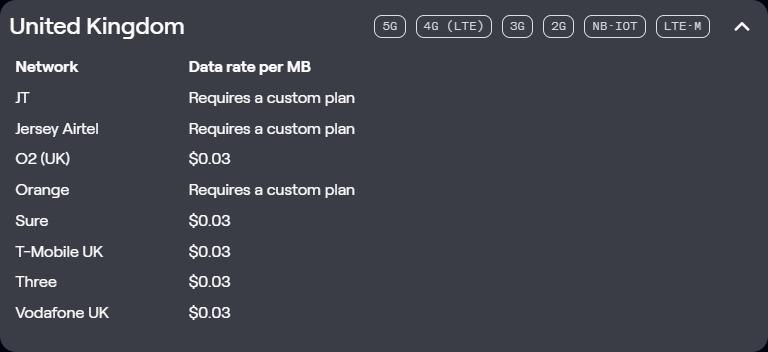 United Kingdom 5G 4G (LTE) 3G 2G NB-IOT LTE-M
Network Data rate per MB
JT Requires a custom plan
Jersey Airtel Requires a custom plan
O2 (UK) $0.03
Orange Requires a custom plan
Sure $0.03
T-Mobile UK $0.03
Three $0.03
Vodafone UK $0.03